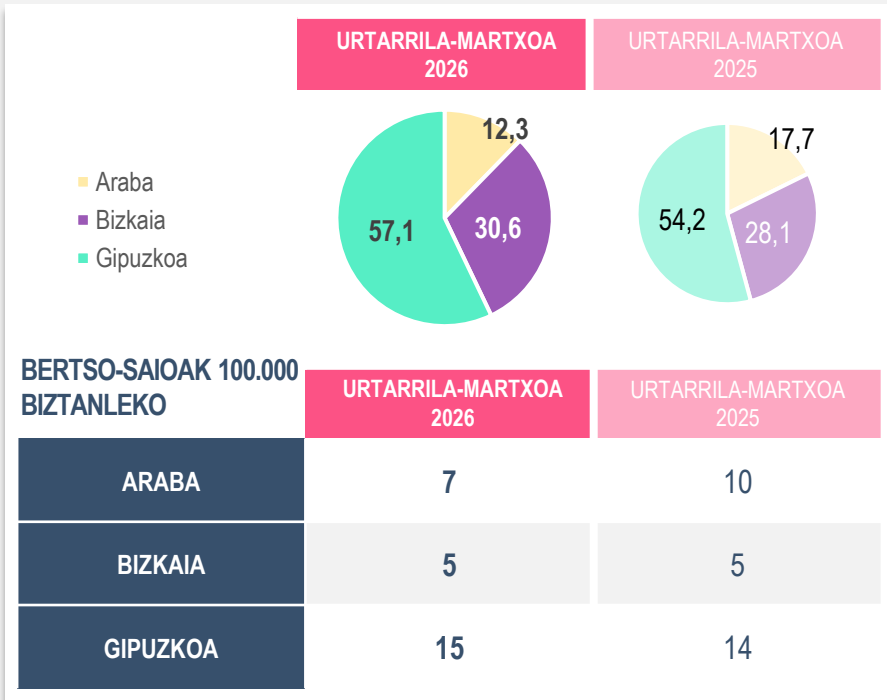 URTARRILA-MARTXOA
2026
URTARRILA-MARTXOA
2025
Araba
Bizkaia
Gipuzkoa
12,3
30,6
57,1
17,7
28,1
54,2
BERTSO-SAIOAK 100.000
BIZTANLEKO
URTARRILA-MARTXOA
2026
URTARRILA-MARTXOA
2025
ARABA 7 10
BIZKAIA 5 5
GIPUZKOA 15 14